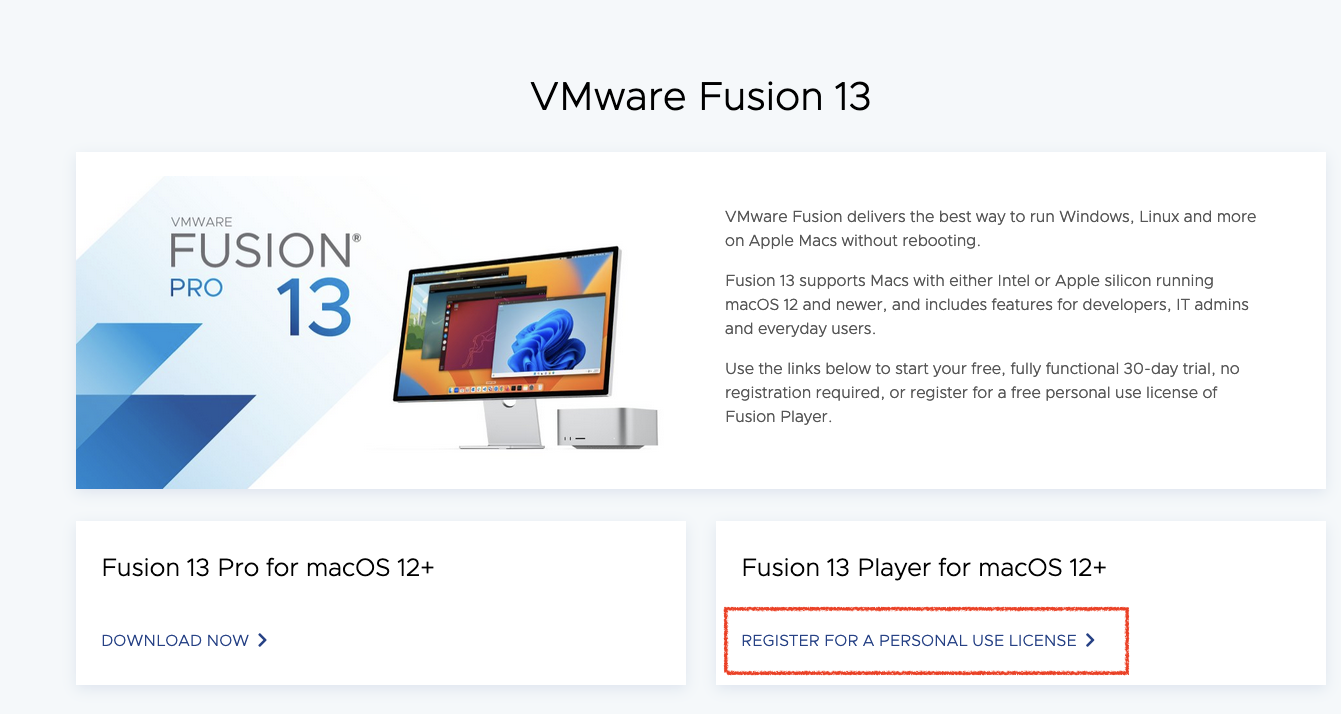 VMware Fusion 13
VMWARE
FUSION®
PRO 13
VMware Fusion delivers the best way to run Windows, Linux and more
on Apple Macs without rebooting.
Fusion 13 supports Macs with either Intel or Apple silicon running
macOS 12 and newer, and includes features for developers, IT admins
and everyday users.
Use the links below to start your free, fully functional 30-day trial, no
registration required, or register for a free personal use license of
Fusion Player.
Fusion 13 Pro for macOS 12+
DOWNLOAD NOW
Fusion 13 Player for macOS 12+
REGISTER FOR A PERSONAL USE LICENSE